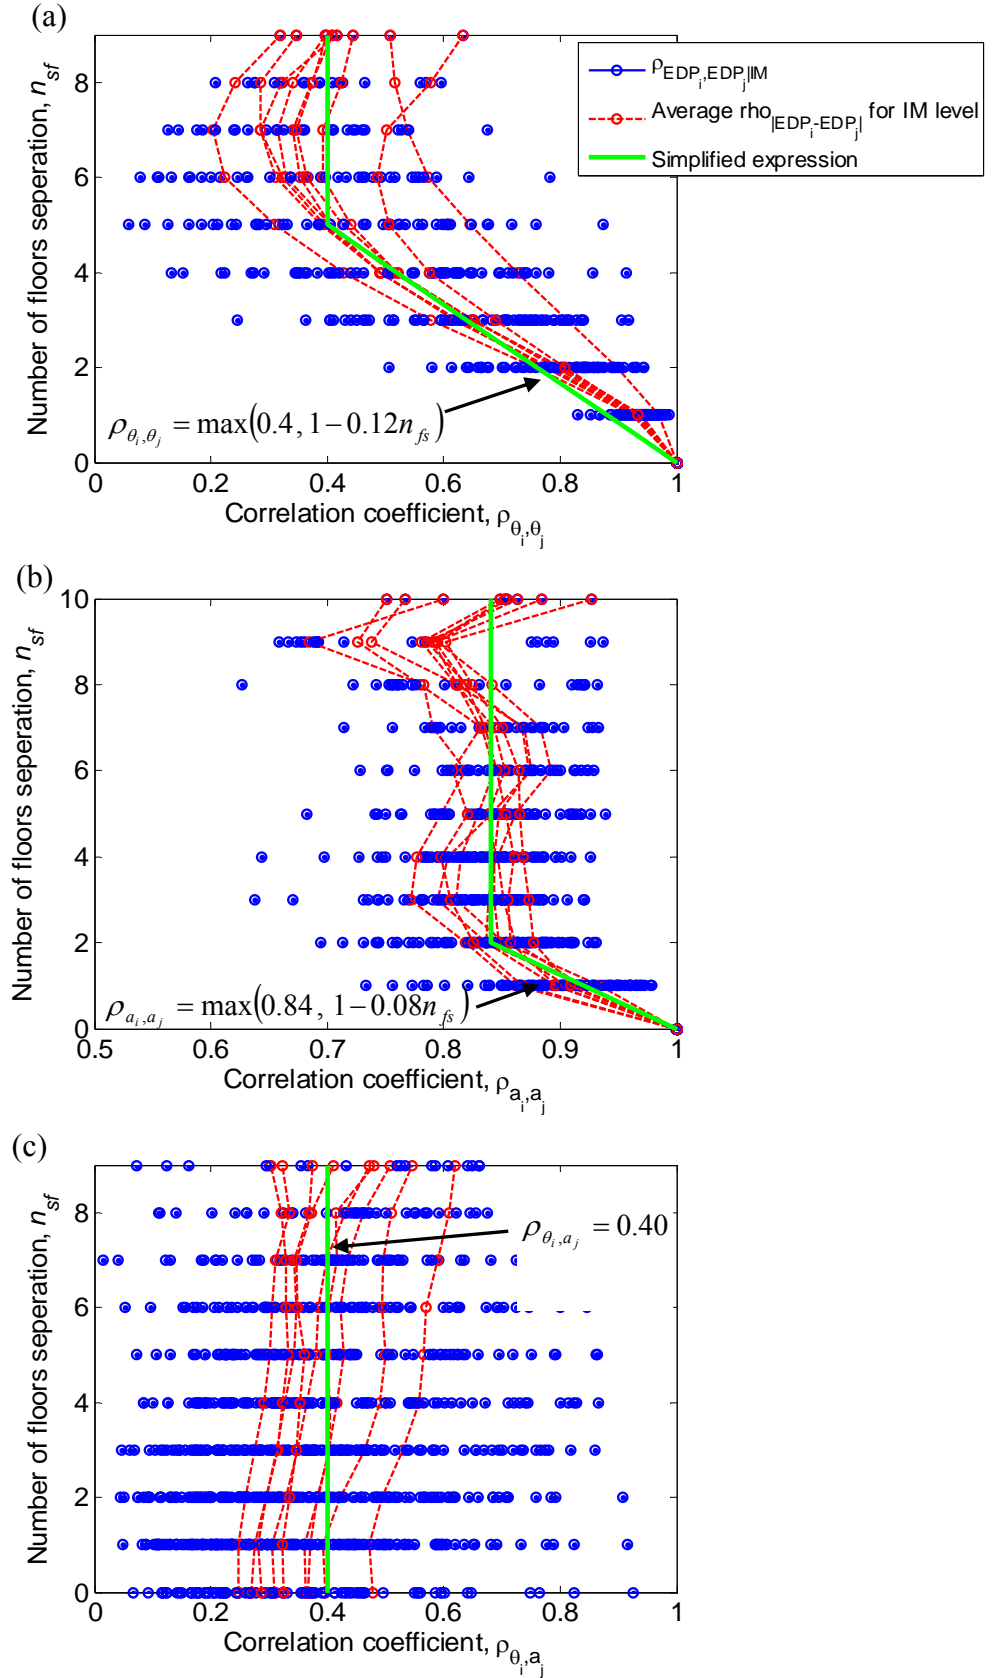 (a)
ρEDPi,EDPj|IM
Average rho|EDPi-EDPj| for IM level
Simplified expression
Number of floors seperation, nsf
8
6
4
2
0
ρθi,θj = max(0.4, 1−0.12nfs)
0 0.2 0.4 0.6 0.8 1
Correlation coefficient, ρθi,θj
(b)
Number of floors seperation, nsf
10
8
6
4
2
0
ρai,aj = max(0.84, 1−0.08nfs)
0.5 0.6 0.7 0.8 0.9 1
Correlation coefficient, ρai,aj
(c)
Number of floors seperation, nsf
8
6
4
2
0
ρθi,aj = 0.40
0 0.2 0.4 0.6 0.8 1
Correlation coefficient, ρθi,aj